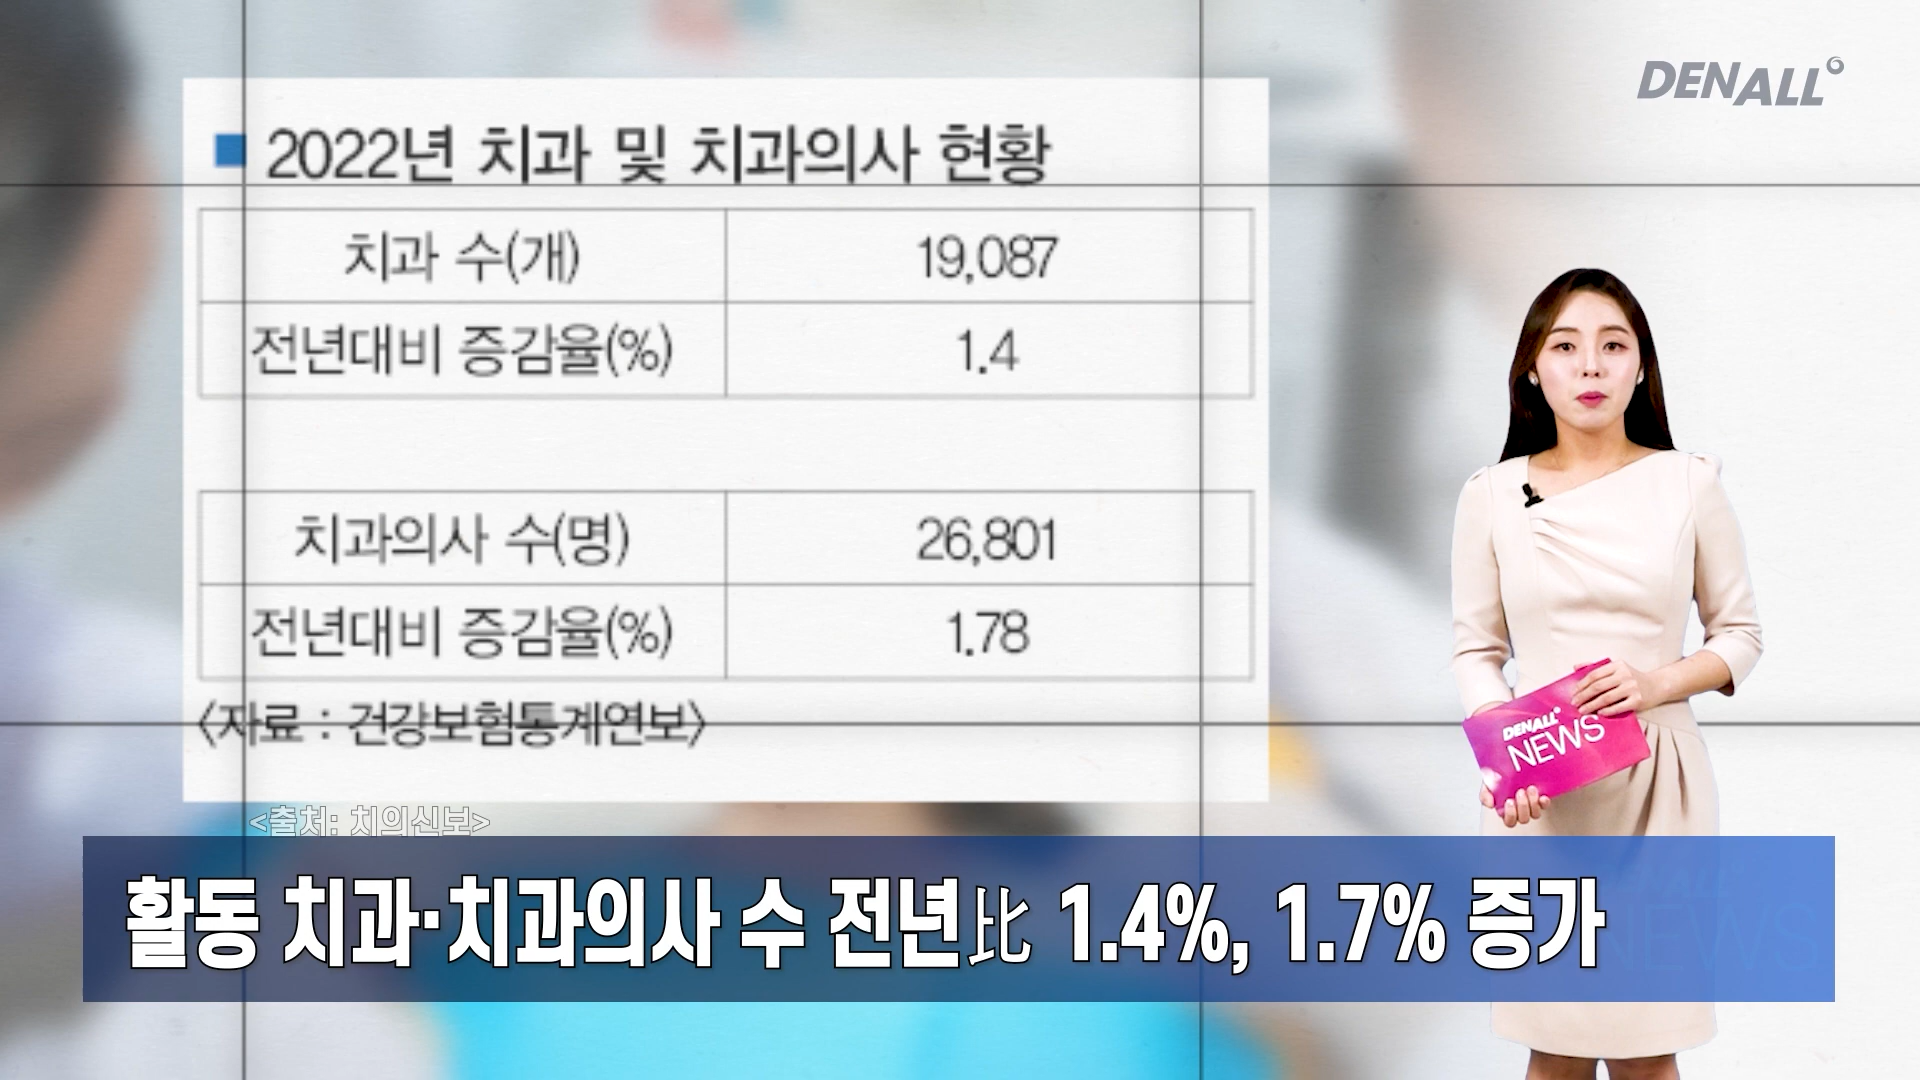 DENALL
■ 2022년 치과 및 치과의사 현황
치과 수(개) 19,087
전년대비 증감율(%) 1.4
치과의사 수(명) 26,801
전년대비 증감율(%) 1.78
<자료 : 건강보험통계연보>
<출처: 치의신보>
DENALL
NEWS
활동 치과·치과의사 수 전년比 1.4%, 1.7% 증가
NEWS